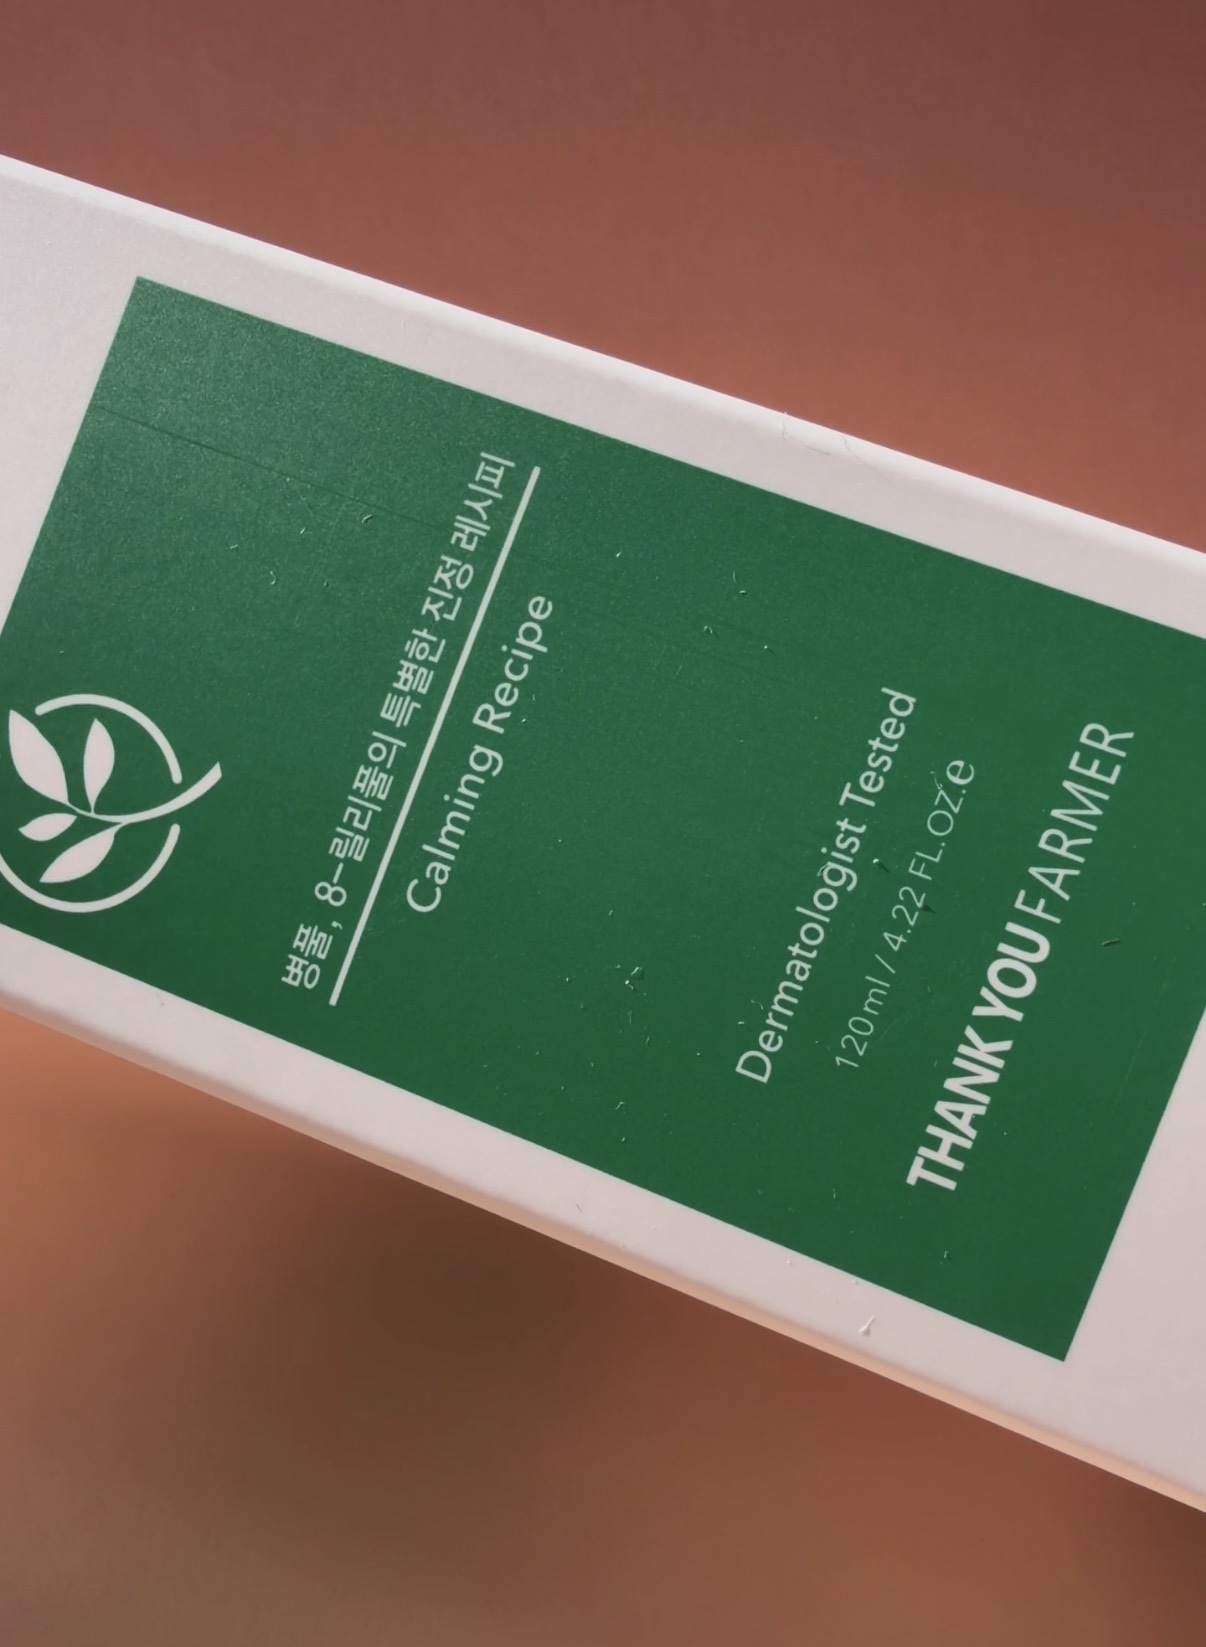 병풀, 8-릴리풀의 특별한 진정 레시피
Calming Recipe
Dermatologist Tested
120ml / 4.22 FL.OZ.e
THANK YOU FARMER